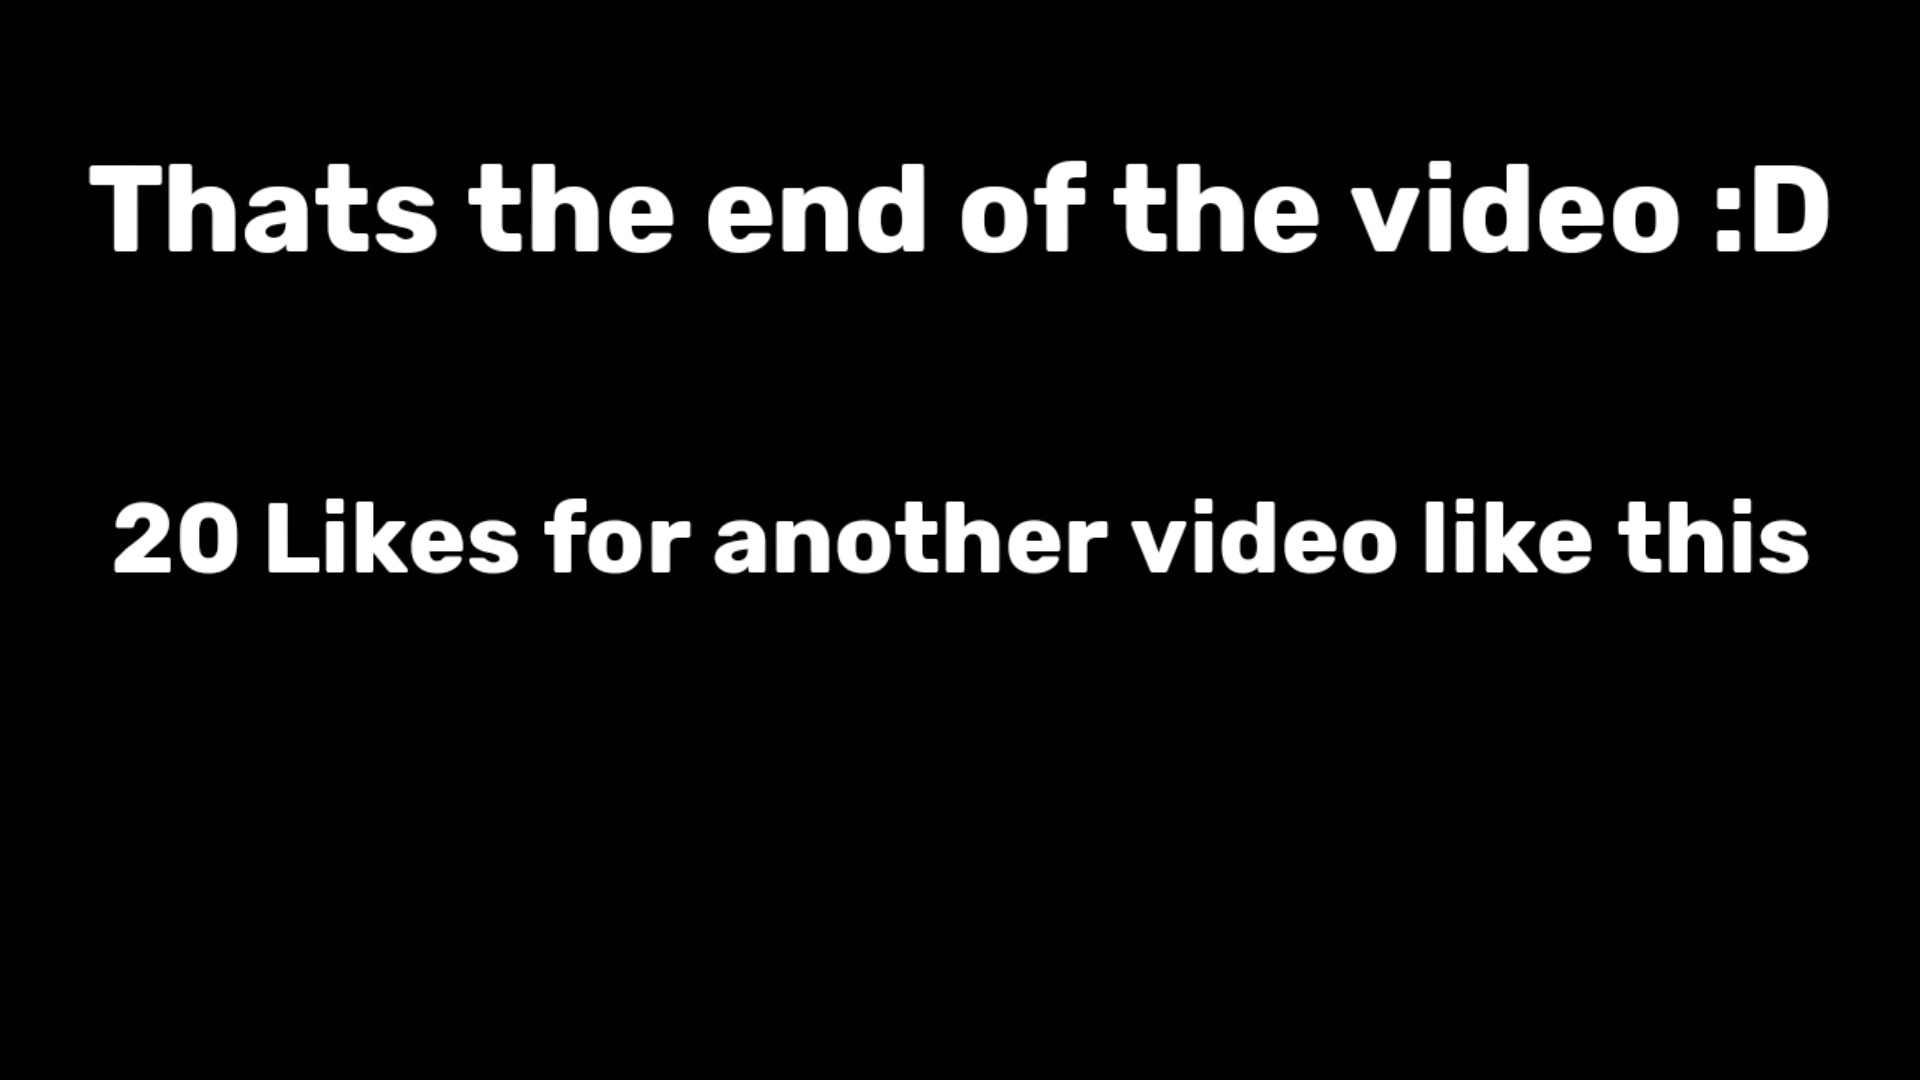 Thats the end of the video :D
20 Likes for another video like this